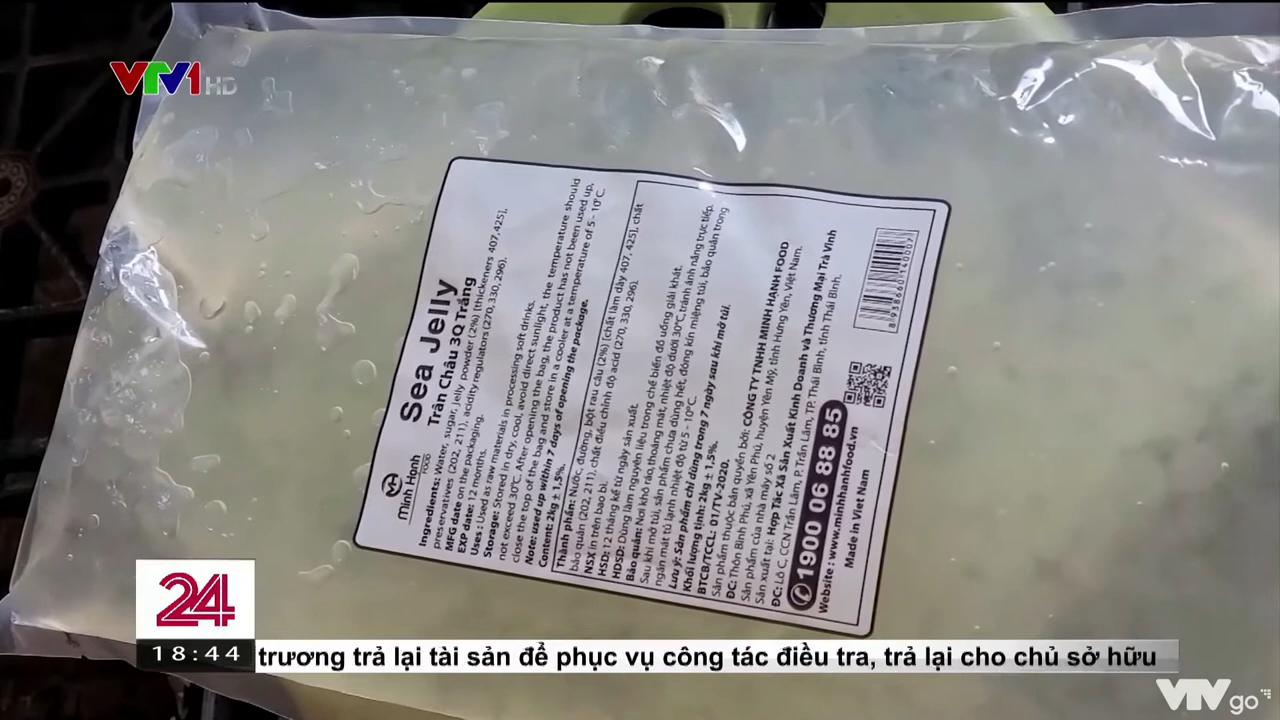 VTV1 HD
Minh Hạnh
FOOD
Sea Jelly
Trân Châu 3Q Trắng
Ingredients: Water, sugar, Jelly powder (2%) [thickeners 407,425],
preservatives (202, 211), acidity regulators (270,330, 296).
MFG date on the packaging.
EXP date: 12 months.
Uses : Used as raw materials in processing soft drinks.
Storage: Stored in dry, cool, avoid direct sunlight, the temperature should
not exceed 30°C. After opening the bag, the product has not been used up,
close the top of the bag and store in a cooler at a temperature of 5 - 10°C.
Note: used up within 7 days of opening the package.
Content: 2kg ± 1,5%.
Thành phần: Nước, đường, bột rau câu (2%) [chất làm dày 407, 425], chất
bảo quản (202, 211), chất điều chỉnh độ acid (270, 330, 296)
NSX in trên bao bì.
HSD: 12 tháng kể từ ngày sản xuất.
HDSD: Dùng làm nguyên liệu trong chế biến đồ uống giải khát.
Bảo quản: Nơi khô ráo, thoáng mát, nhiệt độ dưới 30°C, tránh ánh nắng trực tiếp.
Sau khi mở túi, sản phẩm chưa dùng hết, đóng kín miệng túi, bảo quản trong
ngăn mát tủ lạnh nhiệt độ từ 5 - 10°C.
Lưu ý: Sản phẩm chỉ dùng trong 7 ngày sau khi mở túi.
Khối lượng tịnh: 2kg ± 1,5%.
BTCB/TCCL: 01/TV-2020.
Sản phẩm thuộc bản quyền bởi: CÔNG TY TNHH MINH HẠNH FOOD
ĐC: Thôn Bình Phú, xã Yên Phú, huyện Yên Mỹ, tỉnh Hưng Yên, Việt Nam.
Sản phẩm của nhà máy số 2
Sản xuất tại: Hợp Tác Xã Sản Xuất Kinh Doanh và Thương Mại Trà Vinh
ĐC: Lô C, CCN Trần Lãm, P. Trần Lãm, TP. Thái Bình, tỉnh Thái Bình.
1900 06 88 85
Website : www.minhhanhfood.vn
Made in Viet Nam
24
18:44
trương trả lại tài sản để phục vụ công tác điều tra, trả lại cho chủ sở hữu
VTVgo